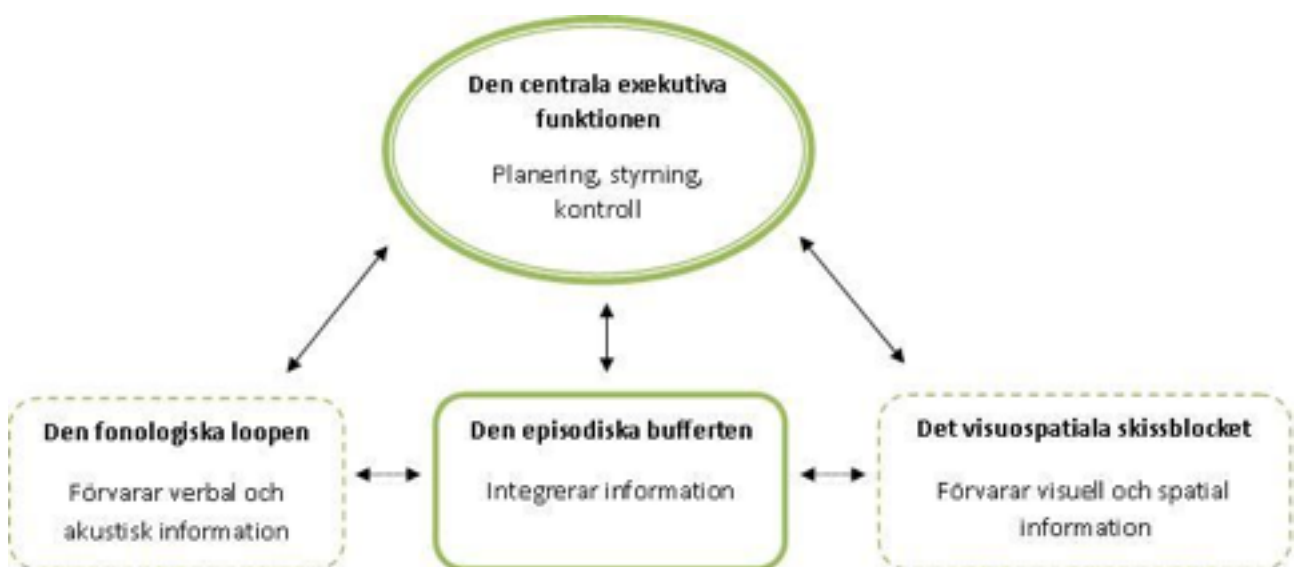 Den centrala exekutiva
funktionen
Planering, styrning,
kontroll
Den fonologiska loopen
Förvarar verbal och
akustisk information
Den episodiska bufferten
Integrerar information
Det visuospatiala skissblocket
Förvarar visuell och spatial
information